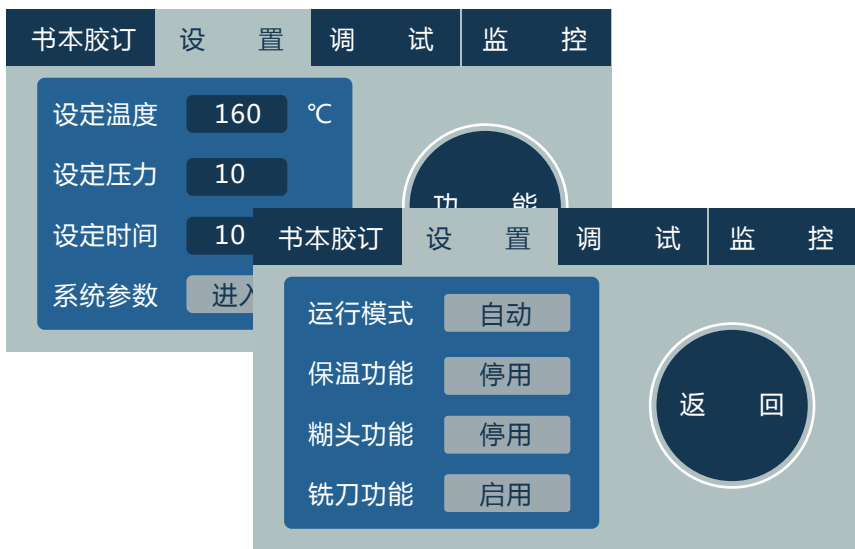 书本胶订 设 置 调 试 监 控
设定温度 160 ℃
设定压力 10
设定时间 10
系统参数 进入
功 能
书本胶订 设 置 调 试 监 控
运行模式 自动
保温功能 停用
糊头功能 停用
铣刀功能 启用
返 回